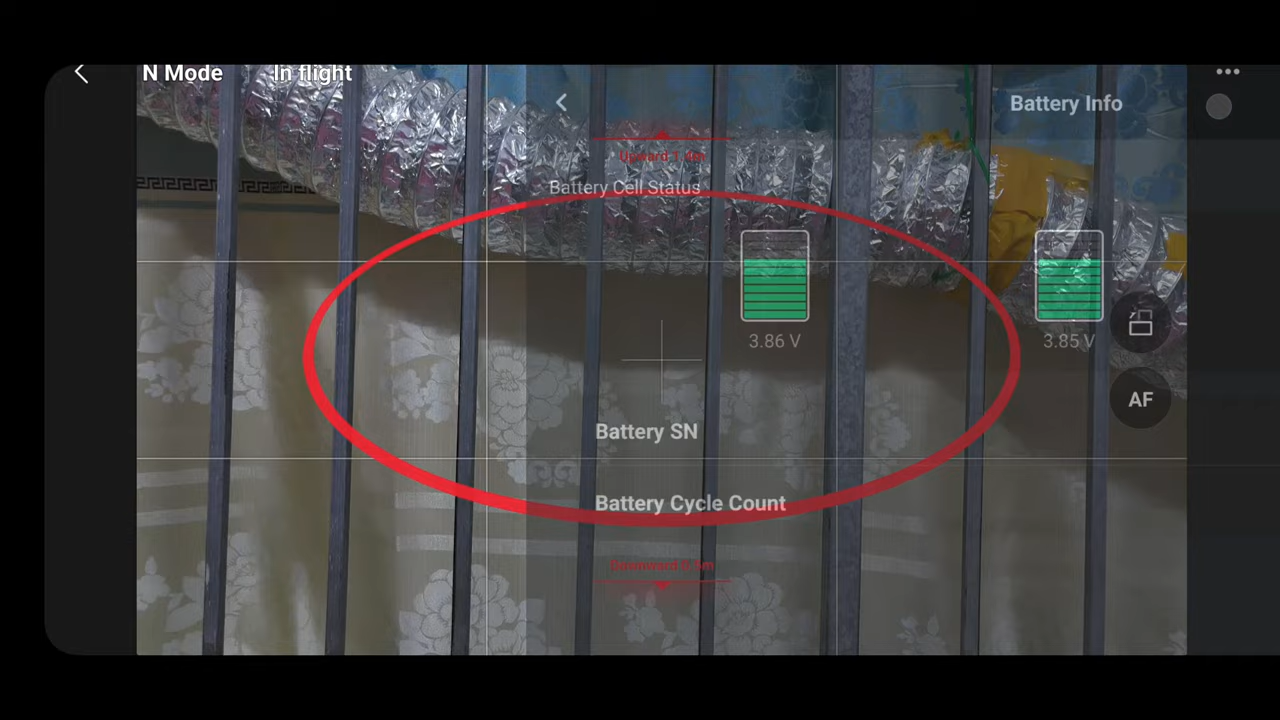 N Mode In flight
Battery Info
Battery Cell Status
3.86 V 3.85 V
AF
Battery SN
Battery Cycle Count